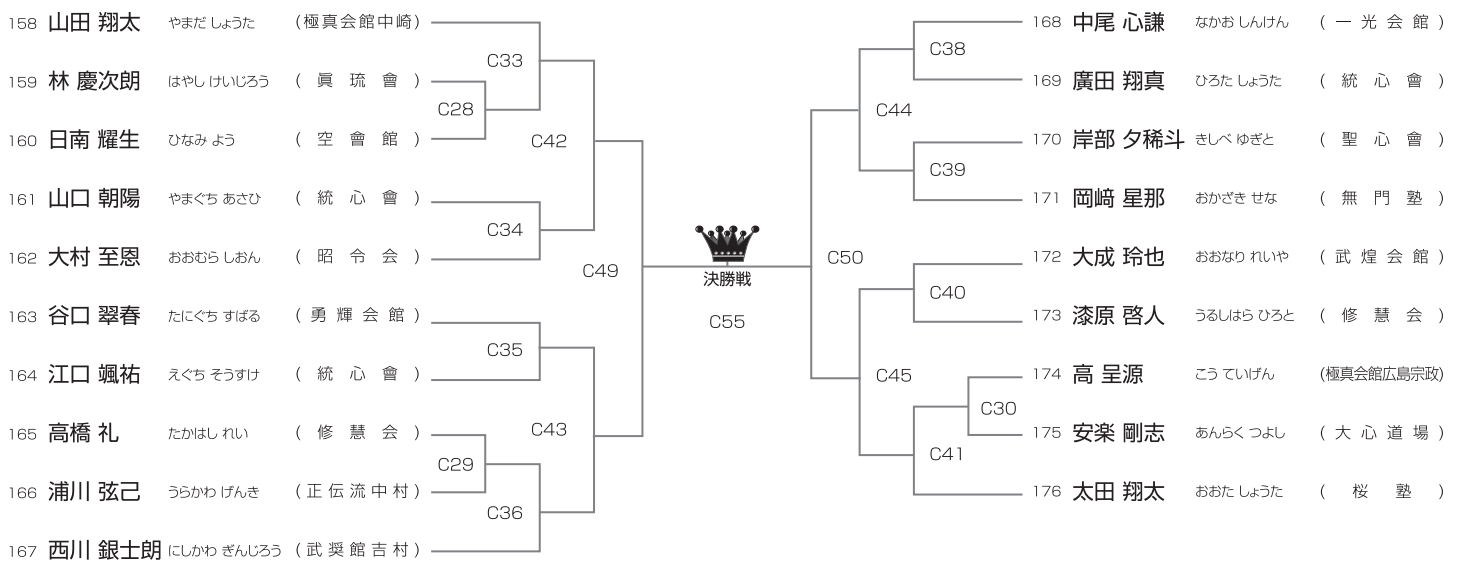 158 山田 翔太 やまだ しょうた (極真会館中崎)
159 林 慶次朗 はやし けいじろう (眞琉會)
160 日南 耀生 ひなみ よう (空會館)
161 山口 朝陽 やまぐち あさひ (統心會)
162 大村 至恩 おおむら しおん (昭令会)
163 谷口 翠春 たにぐち すばる (勇輝会館)
164 江口 颯祐 えぐち そうすけ (統心會)
165 高橋 礼 たかはし れい (修慧会)
166 浦川 弦己 うらかわ げんき (正伝流中村)
167 西川 銀士朗 にしかわ ぎんじろう (武奨館吉村)
C33
C28
C42
C34
C49
C35
C43
C29
C36
決勝戦
C55
C38
C44
C39
C50
C40
C45
C30
C41
168 中尾 心謙 なかお しんけん (一光会館)
169 廣田 翔真 ひろた しょうた (統心會)
170 岸部 夕稀斗 きしべ ゆぎと (聖心會)
171 岡﨑 星那 おかざき せな (無門塾)
172 大成 玲也 おおなり れいや (武煌会館)
173 漆原 啓人 うるしはら ひろと (修慧会)
174 高 呈源 こう ていげん (極真会館広島宗政)
175 安楽 剛志 あんらく つよし (大心道場)
176 太田 翔太 おおた しょうた (桜塾)